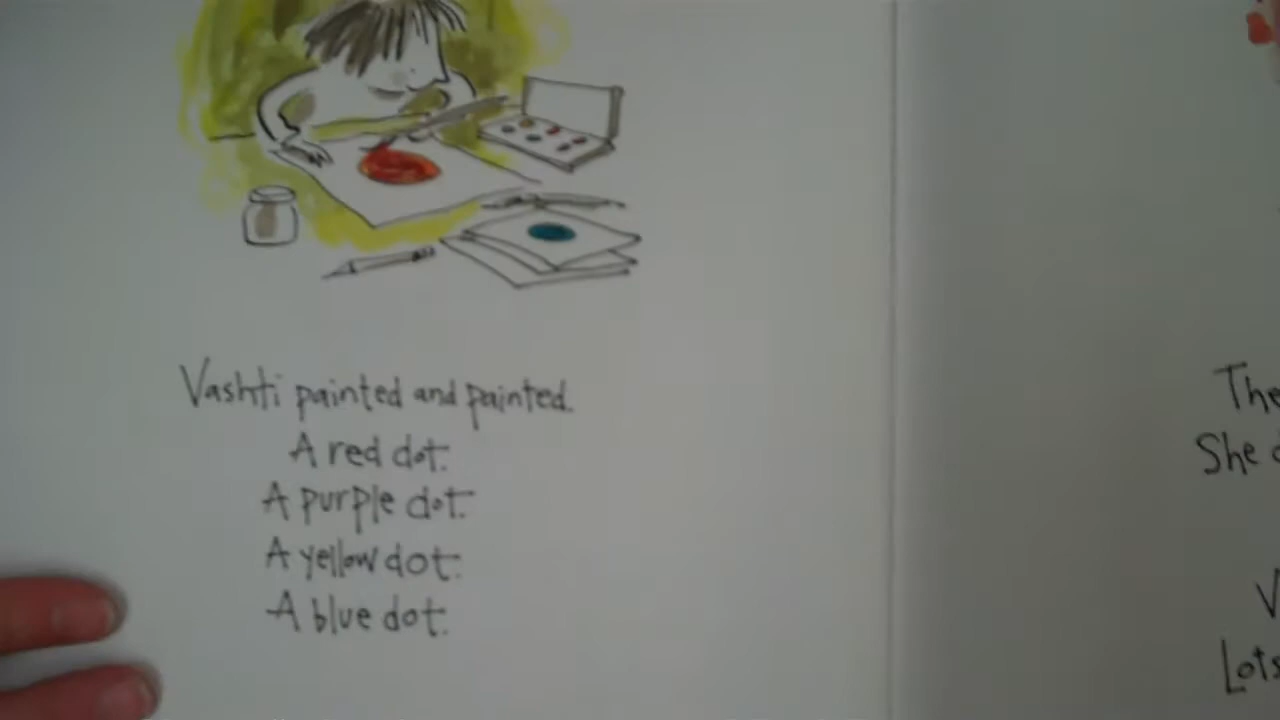 Vashti painted and painted.
A red dot.
A purple dot.
A yellow dot.
A blue dot.
The
She
Lots